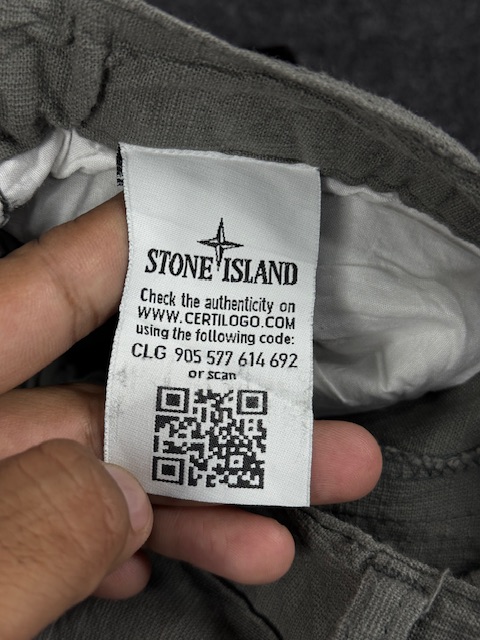 STONE ISLAND
Check the authenticity on
WWW.CERTILOGO.COM
using the following code:
CLG 905 577 614 692
or scan